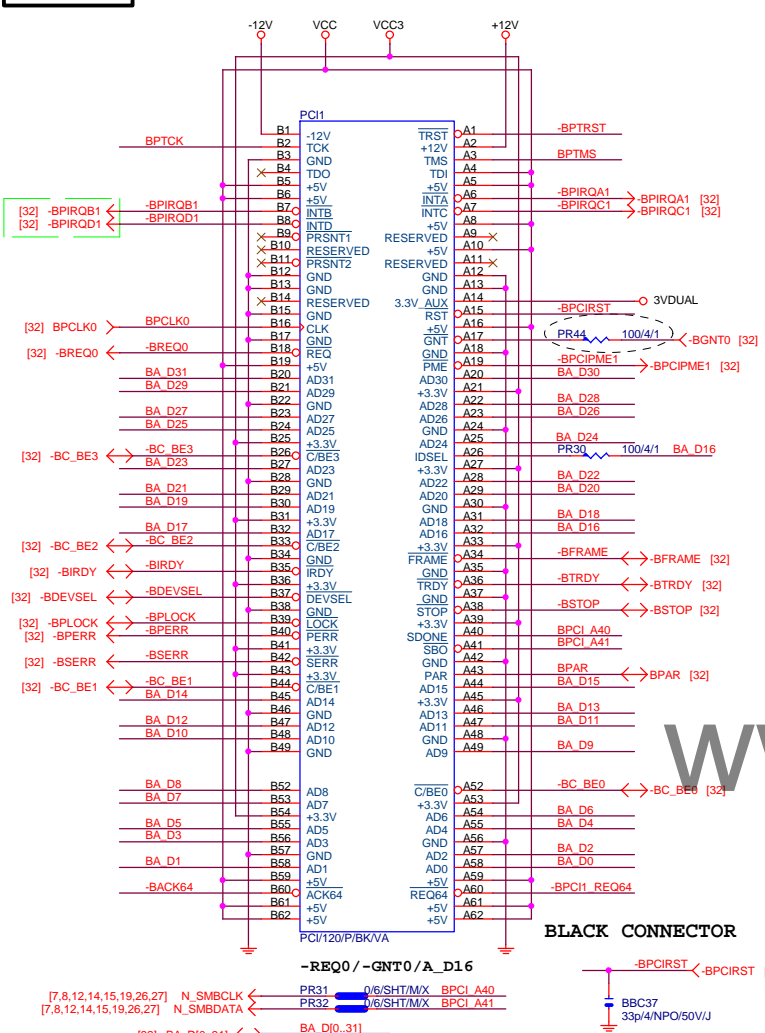 -12V VCC VCC3 +12V
PCI1
B1 -12V TRST A1 -BPTRST
BPTCK B2 TCK +12V A2
B3 GND TMS A3 BPTMS
B4 TDO TDI A4
B5 +5V +5V A5
B6 +5V INTA A6 -BPIRQA1 -BPIRQA1 [32]
[32] -BPIRQB1 -BPIRQB1 B7 INTB INTC A7 -BPIRQC1 -BPIRQC1 [32]
[32] -BPIRQD1 -BPIRQD1 B8 INTD +5V A8
B9 PRSNT1 RESERVED A9
B10 RESERVED +5V A10
B11 PRSNT2 RESERVED A11
B12 GND GND A12
B13 GND GND A13
B14 RESERVED 3.3V_AUX A14 3VDUAL
B15 GND RST A15 -BPCIRST
[32] BPCLK0 BPCLK0 B16 CLK +5V A16
B17 GND GNT A17 PR44 100/4/1 -BGNT0 [32]
[32] -BREQ0 -BREQ0 B18 REQ GND A18
B19 +5V PME A19 -BPCIPME1 -BPCIPME1 [32]
BA_D31 B20 AD31 AD30 A20 BA_D30
BA_D29 B21 AD29 +3.3V A21
B22 GND AD28 A22 BA_D28
BA_D27 B23 AD27 AD26 A23 BA_D26
BA_D25 B24 AD25 GND A24
B25 +3.3V AD24 A25 BA_D24
[32] -BC_BE3 -BC_BE3 B26 C/BE3 IDSEL A26 PR30 100/4/1 BA_D16
BA_D23 B27 AD23 +3.3V A27
B28 GND AD22 A28 BA_D22
BA_D21 B29 AD21 AD20 A29 BA_D20
BA_D19 B30 AD19 GND A30
B31 +3.3V AD18 A31 BA_D18
BA_D17 B32 AD17 AD16 A32 BA_D16
[32] -BC_BE2 -BC_BE2 B33 C/BE2 +3.3V A33
B34 GND FRAME A34 -BFRAME -BFRAME [32]
[32] -BIRDY -BIRDY B35 IRDY GND A35
B36 +3.3V TRDY A36 -BTRDY -BTRDY [32]
[32] -BDEVSEL -BDEVSEL B37 DEVSEL GND A37
B38 GND STOP A38 -BSTOP -BSTOP [32]
[32] -BPLOCK -BPLOCK B39 LOCK +3.3V A39
[32] -BPERR -BPERR B40 PERR SDONE A40 BPCI_A40
B41 +3.3V SBO A41 BPCI_A41
[32] -BSERR -BSERR B42 SERR GND A42
B43 +3.3V PAR A43 BPAR BPAR [32]
[32] -BC_BE1 -BC_BE1 B44 C/BE1 AD15 A44 BA_D15
BA_D14 B45 AD14 +3.3V A45
B46 GND AD13 A46 BA_D13
BA_D12 B47 AD12 AD11 A47 BA_D11
BA_D10 B48 AD10 GND A48
B49 GND AD9 A49 BA_D9
BA_D8 B52 AD8 C/BE0 A52 -BC_BE0 -BC_BE0 [32]
BA_D7 B53 AD7 +3.3V A53
B54 +3.3V AD6 A54 BA_D6
BA_D5 B55 AD5 AD4 A55 BA_D4
BA_D3 B56 AD3 GND A56
B57 GND AD2 A57 BA_D2
BA_D1 B58 AD1 AD0 A58 BA_D0
B59 +5V +5V A59
-BACK64 B60 ACK64 REQ64 A60 -BPCI1_REQ64
B61 +5V +5V A61
B62 +5V +5V A62
PCI/120/P/BK/VA
BLACK CONNECTOR
-REQ0/-GNT0/A_D16
-BPCIRST -BPCIRST
[7,8,12,14,15,19,26,27] N_SMBCLK PR31 0/6/SHT/M/X BPCI_A40
[7,8,12,14,15,19,26,27] N_SMBDATA PR32 0/6/SHT/M/X BPCI_A41
BBC37
33p/4/NPO/50V/J
BA_D[0..31]